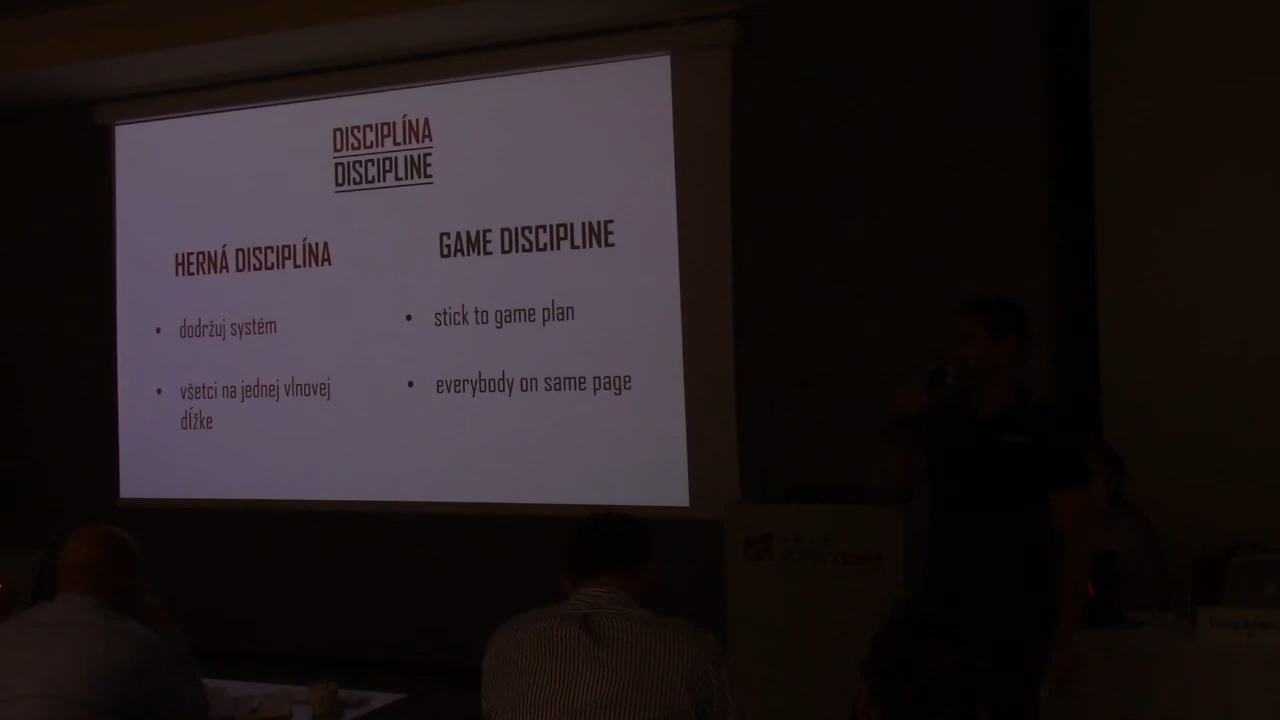 DISCIPLÍNA
DISCIPLINE
HERNÁ DISCIPLÍNA
dodržuj systém
všetci na jednej vlnovej
dĺžke
GAME DISCIPLINE
stick to game plan
everybody on same page